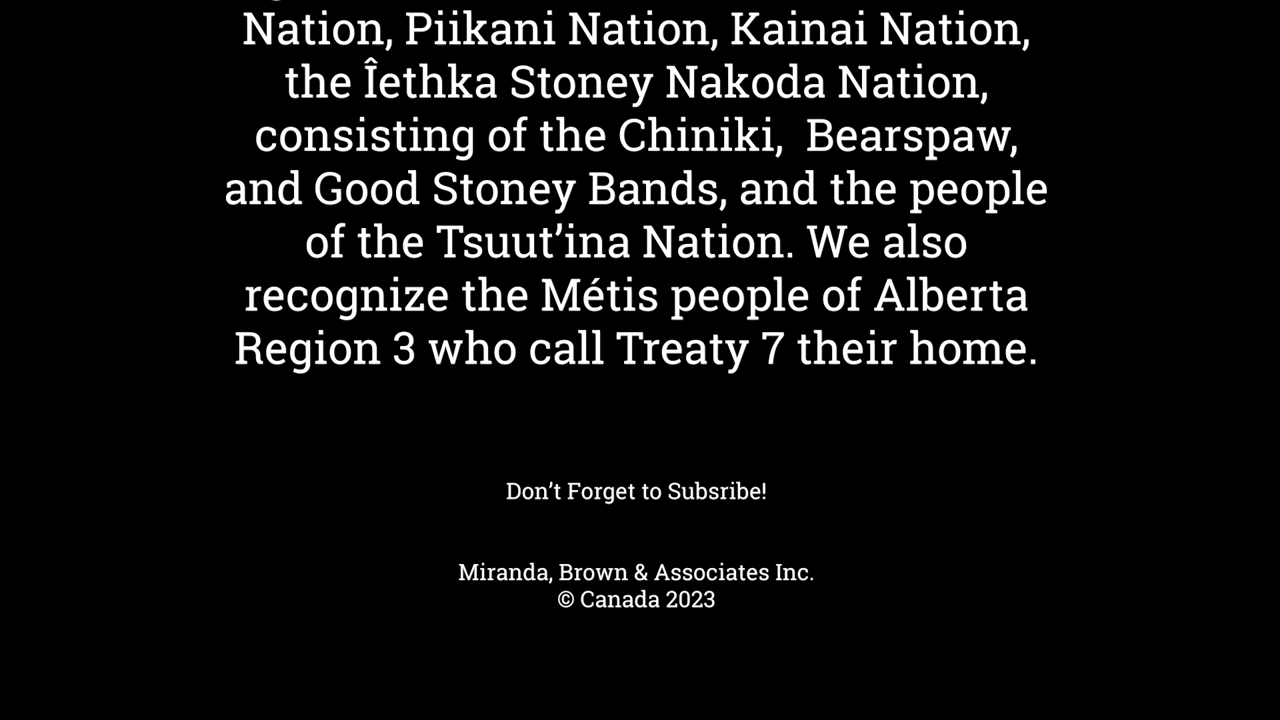 Nation, Piikani Nation, Kainai Nation,
the Îethka Stoney Nakoda Nation,
consisting of the Chiniki,  Bearspaw,
and Good Stoney Bands, and the people
of the Tsuut’ina Nation. We also
recognize the Métis people of Alberta
Region 3 who call Treaty 7 their home.
Don’t Forget to Subsribe!
Miranda, Brown & Associates Inc.
© Canada 2023